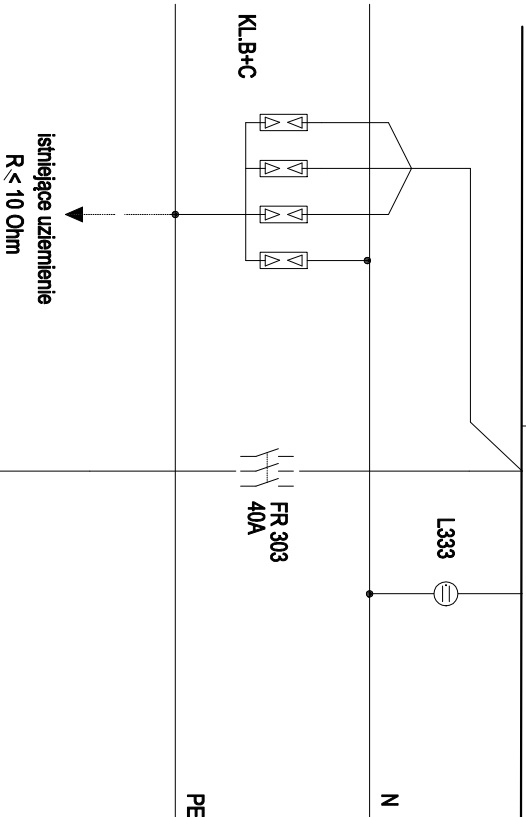 KL.B+C
istniejące uziemienie
R ≤ 10 Ohm
FR 303
40A
L333
N
PE